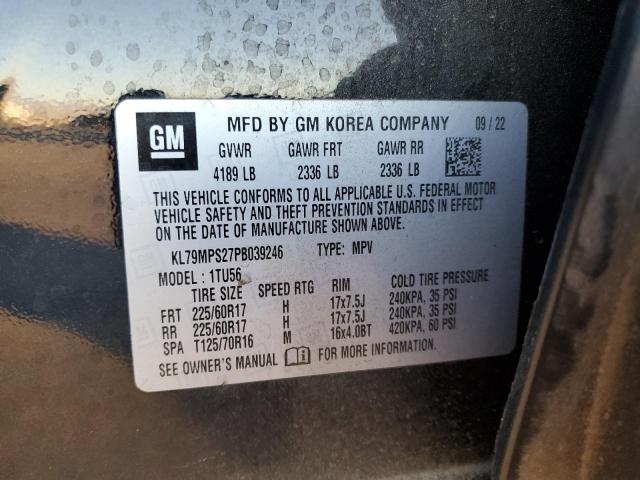 GM MFD BY GM KOREA COMPANY 09/22
GVWR GAWR FRT GAWR RR
4189 LB 2336 LB 2336 LB
THIS VEHICLE CONFORMS TO ALL APPLICABLE U.S. FEDERAL MOTOR
VEHICLE SAFETY AND THEFT PREVENTION STANDARDS IN EFFECT
ON THE DATE OF MANUFACTURE SHOWN ABOVE.
KL79MPS27PB039246 TYPE: MPV
MODEL: 1TU56
TIRE SIZE SPEED RTG RIM COLD TIRE PRESSURE
FRT 225/60R17 H 17x7.5J 240KPA, 35 PSI
RR 225/60R17 H 17x7.5J 240KPA, 35 PSI
SPA T125/70R16 M 16x4.0BT 420KPA, 60 PSI
SEE OWNER'S MANUAL FOR MORE INFORMATION.